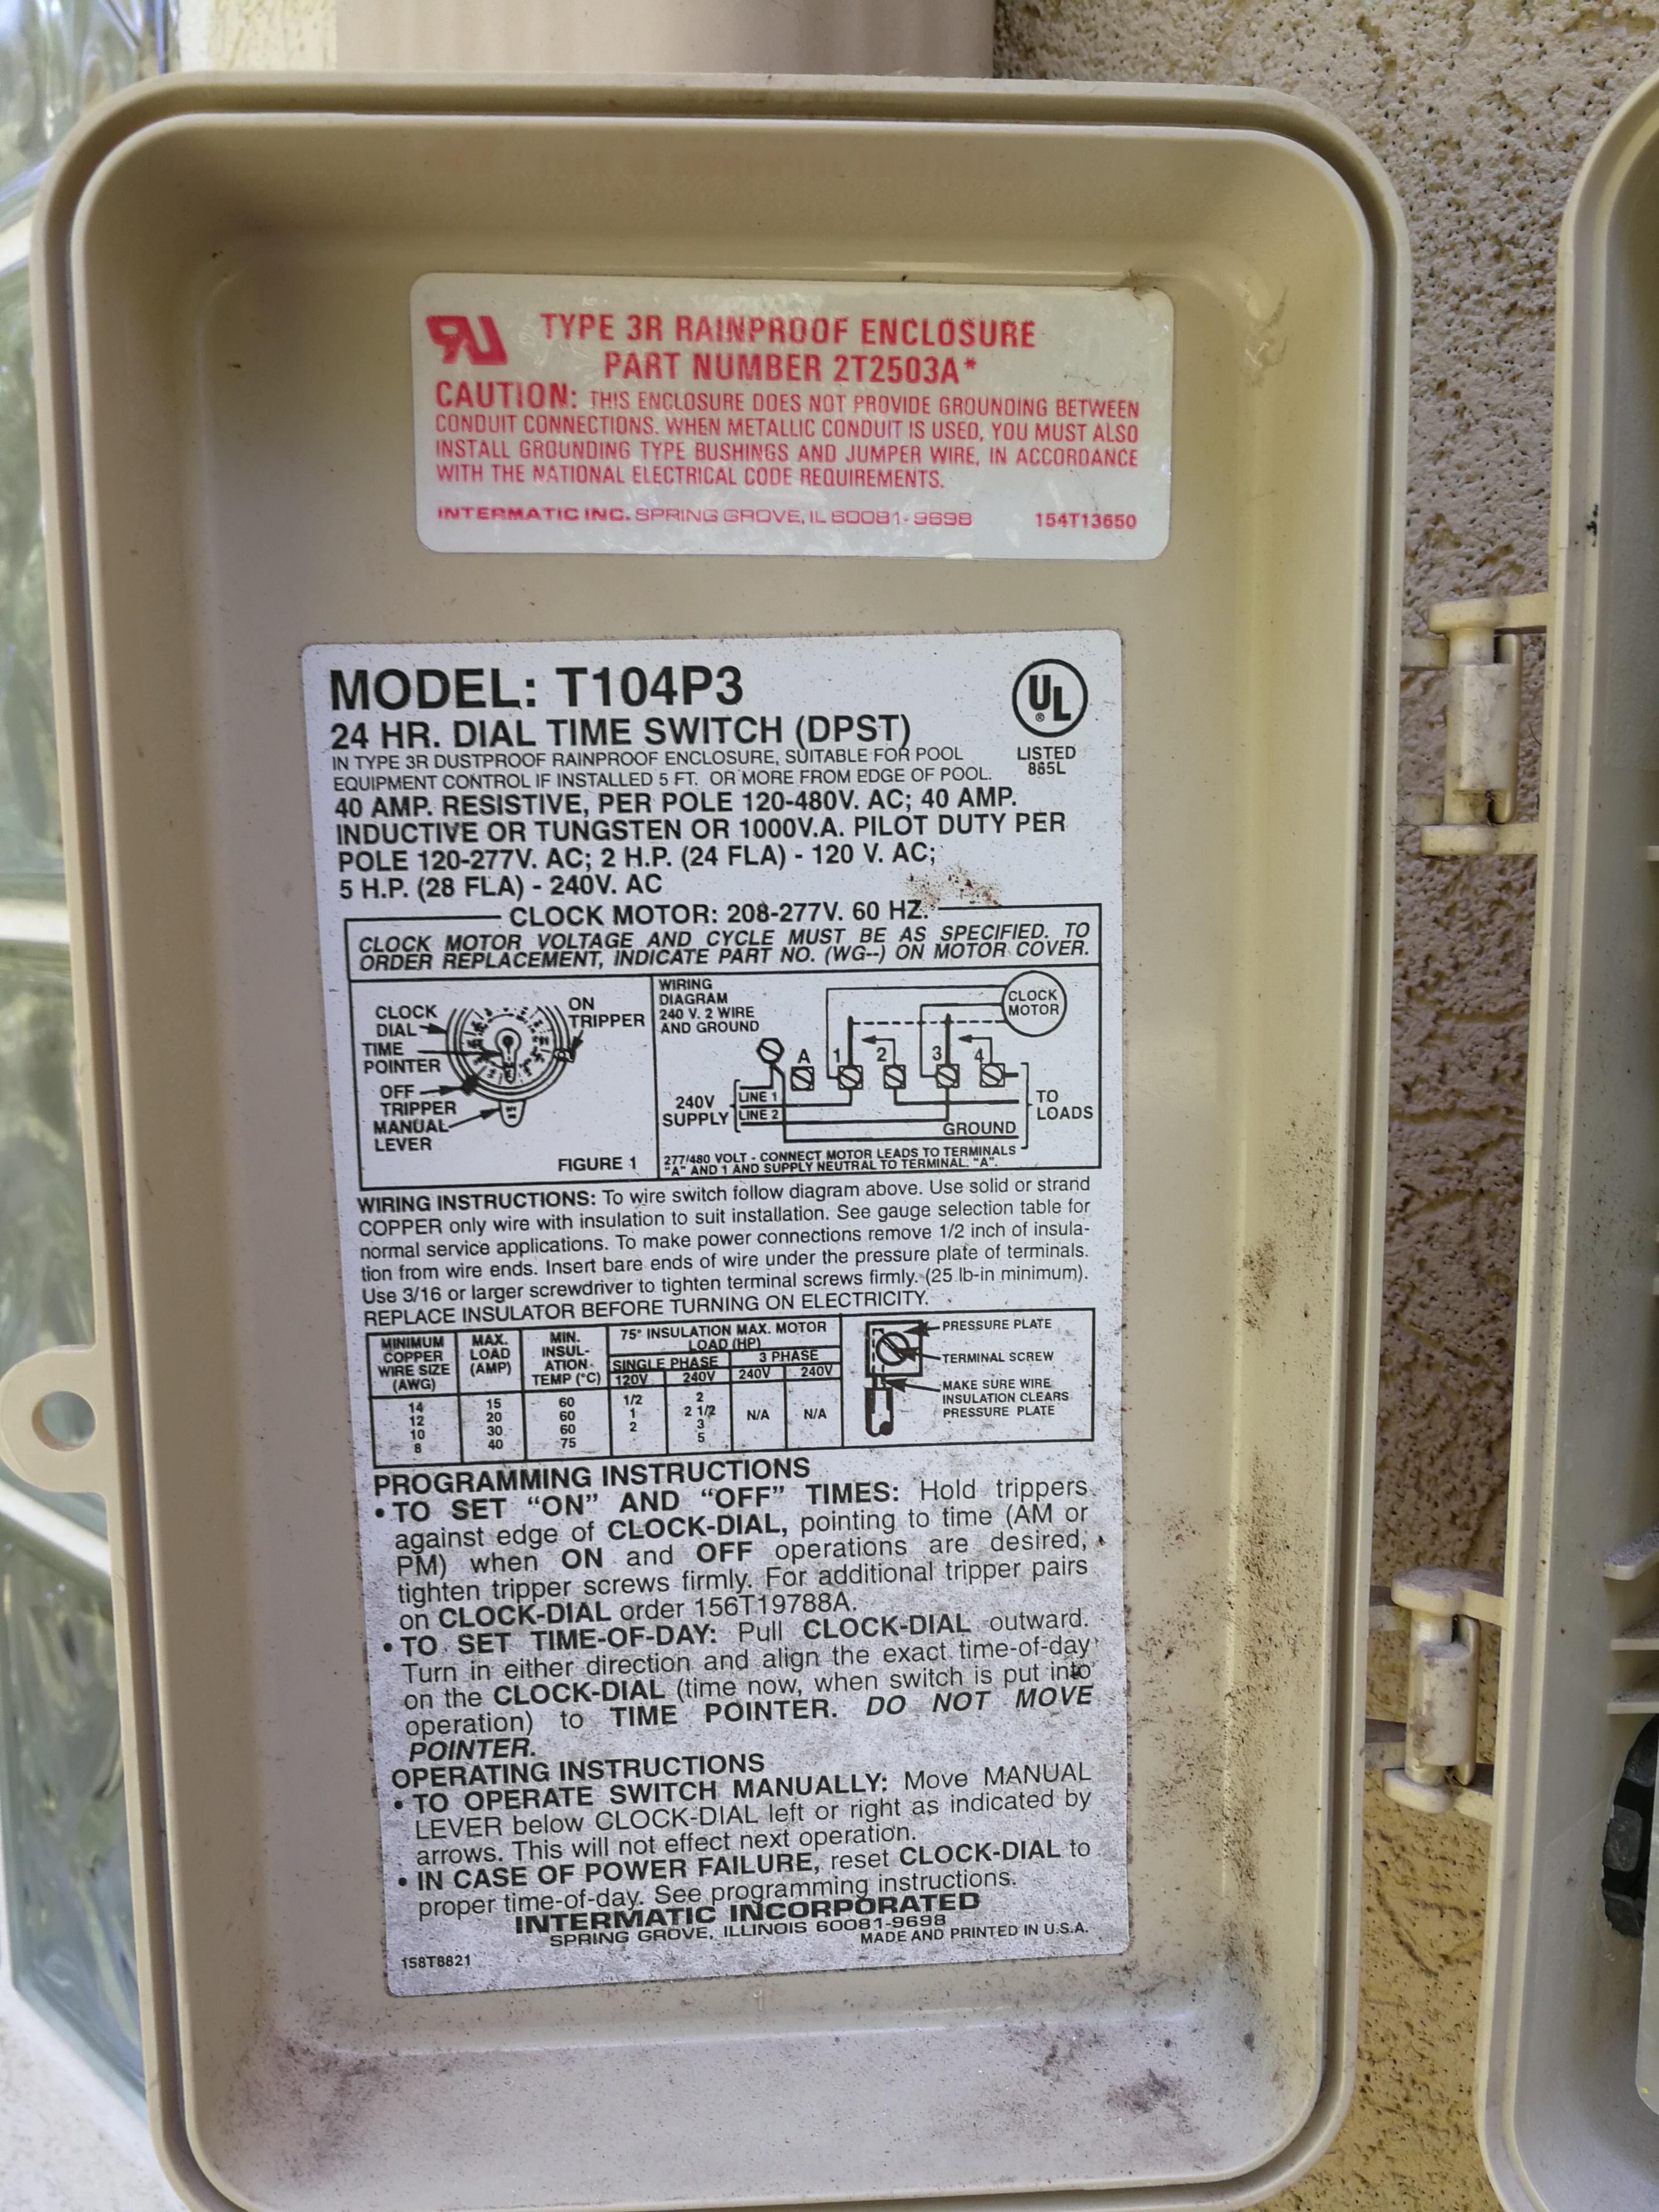 TYPE 3R RAINPROOF ENCLOSURE
PART NUMBER 2T2503A*
CAUTION: THIS ENCLOSURE DOES NOT PROVIDE GROUNDING BETWEEN
CONDUIT CONNECTIONS. WHEN METALLIC CONDUIT IS USED, YOU MUST ALSO
INSTALL GROUNDING TYPE BUSHINGS AND JUMPER WIRE, IN ACCORDANCE
WITH THE NATIONAL ELECTRICAL CODE REQUIREMENTS.
INTERMATIC INC. SPRING GROVE, IL 60081-9698 154T13650
MODEL: T104P3
UL
®
LISTED
885L
24 HR. DIAL TIME SWITCH (DPST)
IN TYPE 3R DUSTPROOF RAINPROOF ENCLOSURE, SUITABLE FOR POOL
EQUIPMENT CONTROL IF INSTALLED 5 FT. OR MORE FROM EDGE OF POOL.
40 AMP. RESISTIVE, PER POLE 120-480V. AC; 40 AMP.
INDUCTIVE OR TUNGSTEN OR 1000V.A. PILOT DUTY PER
POLE 120-277V. AC; 2 H.P. (24 FLA) - 120 V. AC;
5 H.P. (28 FLA) - 240V. AC
CLOCK MOTOR: 208-277V. 60 HZ.
CLOCK MOTOR VOLTAGE AND CYCLE MUST BE AS SPECIFIED. TO
ORDER REPLACEMENT, INDICATE PART NO. (WG--) ON MOTOR COVER.
CLOCK
DIAL
TIME
POINTER
OFF
TRIPPER
MANUAL
LEVER
ON
TRIPPER
FIGURE 1
WIRING
DIAGRAM
240 V. 2 WIRE
AND GROUND
CLOCK
MOTOR
A 1 2 3 4
240V
SUPPLY
LINE 1
LINE 2
TO
LOADS
GROUND
277/480 VOLT - CONNECT MOTOR LEADS TO TERMINALS
"A" AND 1 AND SUPPLY NEUTRAL TO TERMINAL. "A".
WIRING INSTRUCTIONS: To wire switch follow diagram above. Use solid or strand
COPPER only wire with insulation to suit installation. See gauge selection table for
normal service applications. To make power connections remove 1/2 inch of insula-
tion from wire ends. Insert bare ends of wire under the pressure plate of terminals.
Use 3/16 or larger screwdriver to tighten terminal screws firmly. (25 lb-in minimum).
REPLACE INSULATOR BEFORE TURNING ON ELECTRICITY.
MINIMUM
COPPER
WIRE SIZE
(AWG)
MAX.
LOAD
(AMP)
MIN.
INSUL-
ATION
TEMP (°C)
75° INSULATION MAX. MOTOR
LOAD (HP)
SINGLE PHASE 3 PHASE
120V 240V 240V 240V
14 15 60 1/2 2
12 20 60 1 2 1/2 N/A N/A
10 30 60 2 3
8 40 75 5
PRESSURE PLATE
TERMINAL SCREW
MAKE SURE WIRE
INSULATION CLEARS
PRESSURE PLATE
PROGRAMMING INSTRUCTIONS
• TO SET "ON" AND "OFF" TIMES: Hold trippers
against edge of CLOCK-DIAL, pointing to time (AM or
PM) when ON and OFF operations are desired,
tighten tripper screws firmly. For additional tripper pairs
on CLOCK-DIAL order 156T19788A.
• TO SET TIME-OF-DAY: Pull CLOCK-DIAL outward.
Turn in either direction and align the exact time-of-day
on the CLOCK-DIAL (time now, when switch is put into
operation) to TIME POINTER. DO NOT MOVE
POINTER.
OPERATING INSTRUCTIONS
• TO OPERATE SWITCH MANUALLY: Move MANUAL
LEVER below CLOCK-DIAL left or right as indicated by
arrows. This will not effect next operation.
• IN CASE OF POWER FAILURE, reset CLOCK-DIAL to
proper time-of-day. See programming instructions.
INTERMATIC INCORPORATED
SPRING GROVE, ILLINOIS 60081-9698
MADE AND PRINTED IN U.S.A.
158T8821